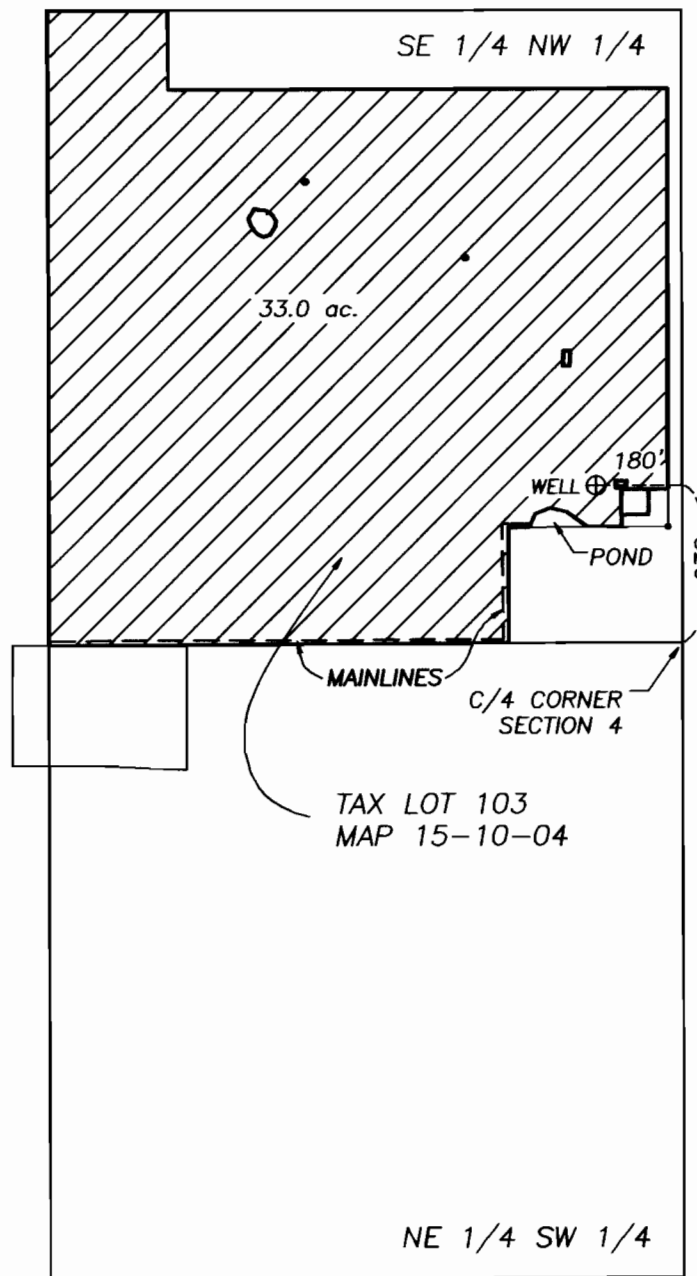 SE 1/4 NW 1/4
33.0 ac.
180'
WELL
POND
MAINLINES
C/4 CORNER
SECTION 4
TAX LOT 103
MAP 15-10-04
NE 1/4 SW 1/4